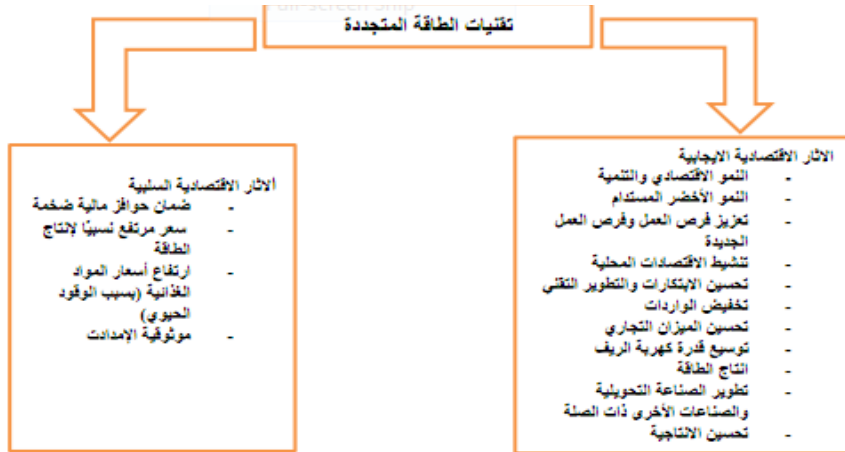 Full-screen Snip
تقنيات الطاقة المتجددة
الاثار الاقتصادية الايجابية
- النمو الاقتصادي والتنمية
- النمو الأخضر المستدام
- تعزيز فرص العمل وفرص العمل
الجديدة
- تنشيط الاقتصادات المحلية
- تحسين الابتكارات والتطوير التقني
- تخفيض الواردات
- تحسين الميزان التجاري
- توسيع قدرة كهربة الريف
- انتاج الطاقة
- تطوير الصناعة التحويلية
والصناعات الأخرى ذات الصلة
- تحسين الانتاجية
الاثار الاقتصادية السلبية
- ضمان حوافز مالية ضخمة
- سعر مرتفع نسبيًا لإنتاج
الطاقة
- ارتفاع أسعار المواد
الغذائية (بسبب الوقود
الحيوي)
- موثوقية الإمدادت